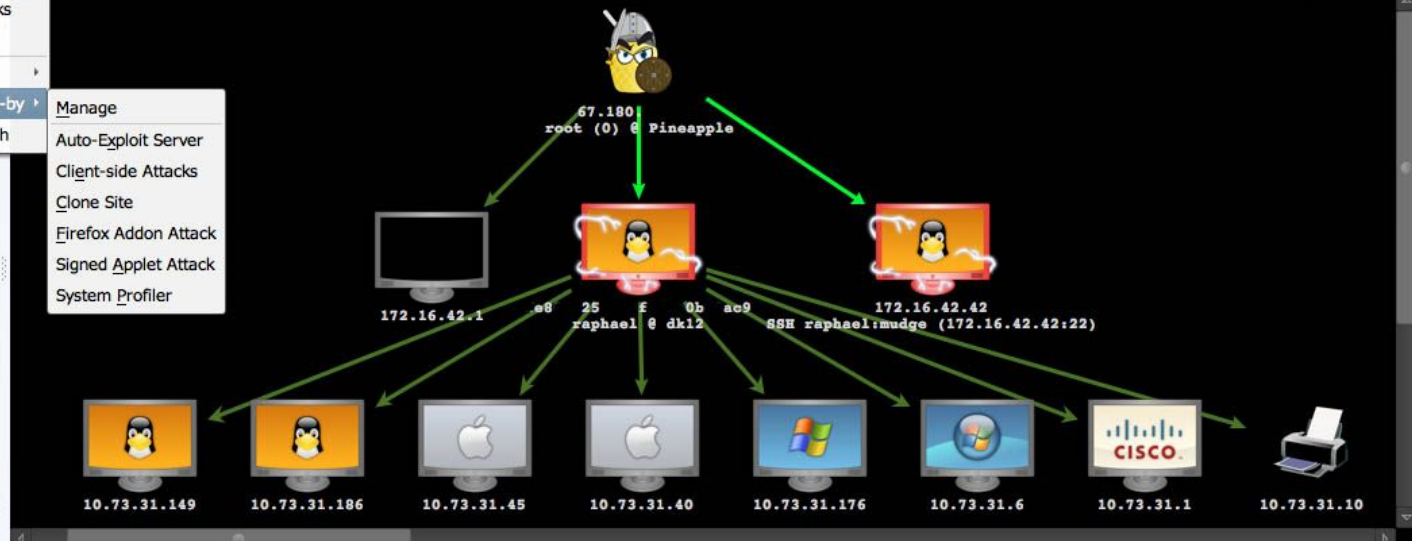 ks
-by
h
Manage
Auto-Exploit Server
Client-side Attacks
Clone Site
Firefox Addon Attack
Signed Applet Attack
System Profiler
67.180.
root (0) @ Pineapple
172.16.42.1
e8 25 f 0b ac9
raphael @ dk12
172.16.42.42
SSH raphael:mudge (172.16.42.42:22)
CISCO
10.73.31.149
10.73.31.186
10.73.31.45
10.73.31.40
10.73.31.176
10.73.31.6
10.73.31.1
10.73.31.10